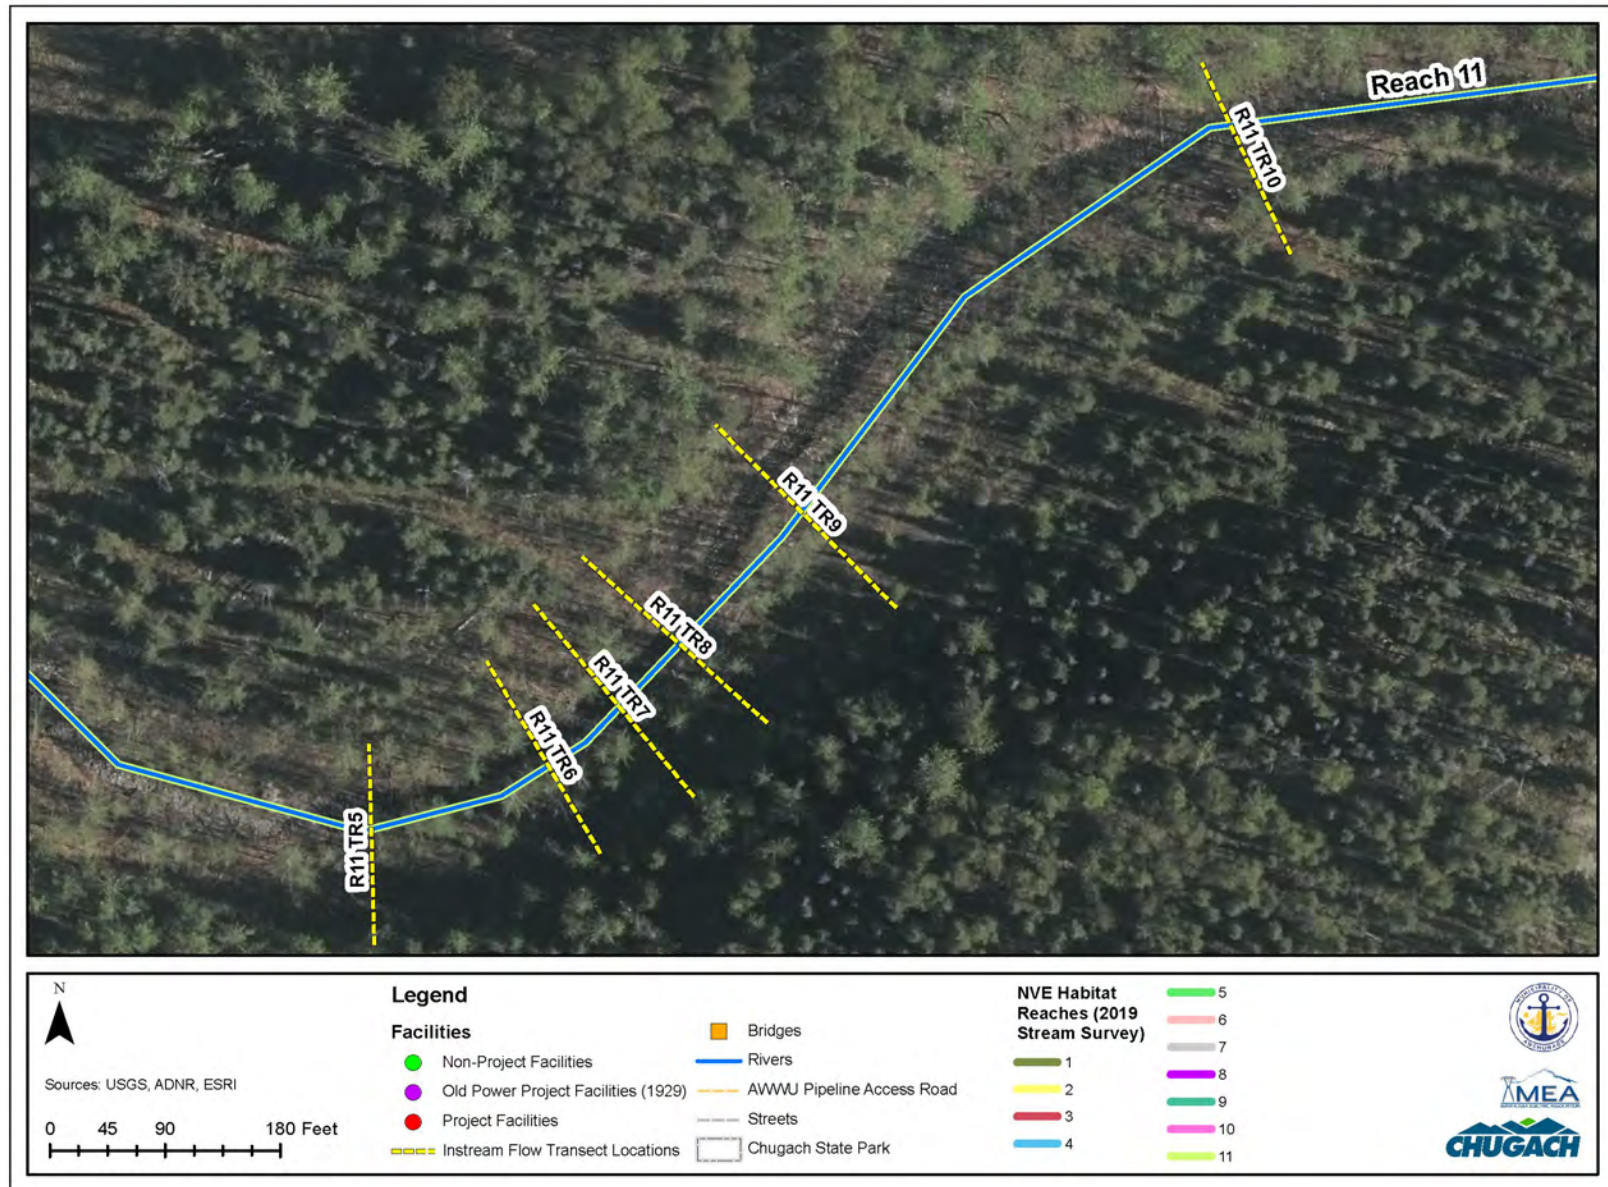 Reach 11
R11 TR10
R11 TR9
R11 TR8
R11 TR7
R11 TR6
R11 TR5
N
Sources: USGS, ADNR, ESRI
0 45 90 180 Feet
Legend
Facilities
Non-Project Facilities
Old Power Project Facilities (1929)
Project Facilities
Instream Flow Transect Locations
Bridges
Rivers
AWWU Pipeline Access Road
Streets
Chugach State Park
NVE Habitat
Reaches (2019
Stream Survey)
1
2
3
4
5
6
7
8
9
10
11
MUNICIPALITY OF
ANCHORAGE
MEA
CHUGACH